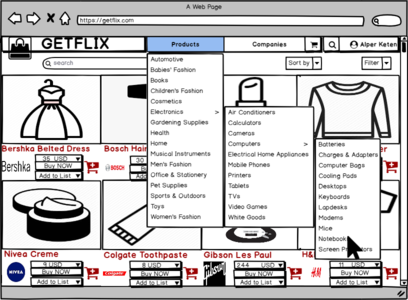 A Web Page
https://getflix.com
GETFLIX
Products
Companies
Alper Keten
search
Sort by
Filter
Automotive
Babies' Fashion
Books
Children's Fashion
Cosmetics
Electronics >
Gardening Supplies
Health
Home
Musical Instruments
Men's Fashion
Office & Stationery
Pet Supplies
Sports & Outdoors
Toys
Women's Fashion
Air Conditioners
Calculators
Cameras
Computers >
Electrical Home Appliances
Mobile Phones
Printers
Tablets
TVs
Video Games
White Goods
Batteries
Charges & Adapters
Computer Bags
Cooling Pads
Desktops
Keyboards
Lapdesks
Modems
Mice
Notebook
Screen
Bershka Belted Dress
Bershka
35 USD
Buy NOW
Add to List
Bosch
BOSCH
Nivea Creme
NIVEA
9 USD
Buy NOW
Add to List
Colgate Toothpaste
Colgate
8 USD
Buy NOW
Add to List
Gibson Les Paul
Gibson
244 USD
Buy NOW
Add to List
H&M
11 USD
Buy NOW
Add to List